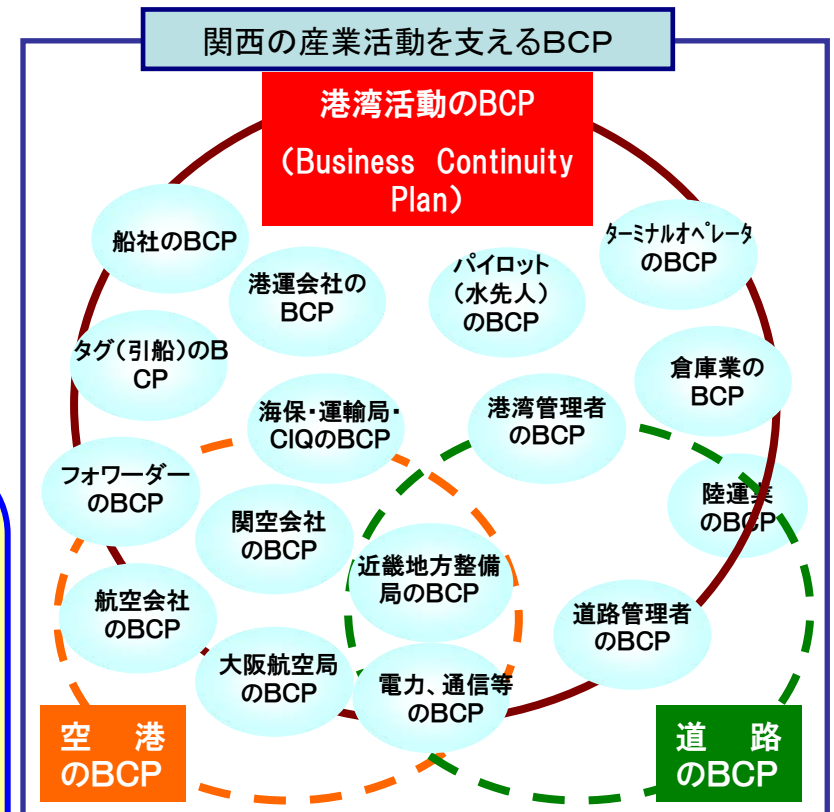 関西の産業活動を支えるBCP
港湾活動のBCP
(Business Continuity
Plan)
船社のBCP
港運会社の
BCP
パイロット
(水先人)
のBCP
ターミナルオペレータ
のBCP
タグ(引船)のB
CP
倉庫業の
BCP
海保・運輸局・
CIQのBCP
港湾管理者
のBCP
フォワーダー
のBCP
関空会社
のBCP
陸運業
のBCP
近畿地方整備
局のBCP
航空会社
のBCP
道路管理者
のBCP
大阪航空局
のBCP
電力、通信等
のBCP
空 港
のBCP
道 路
のBCP